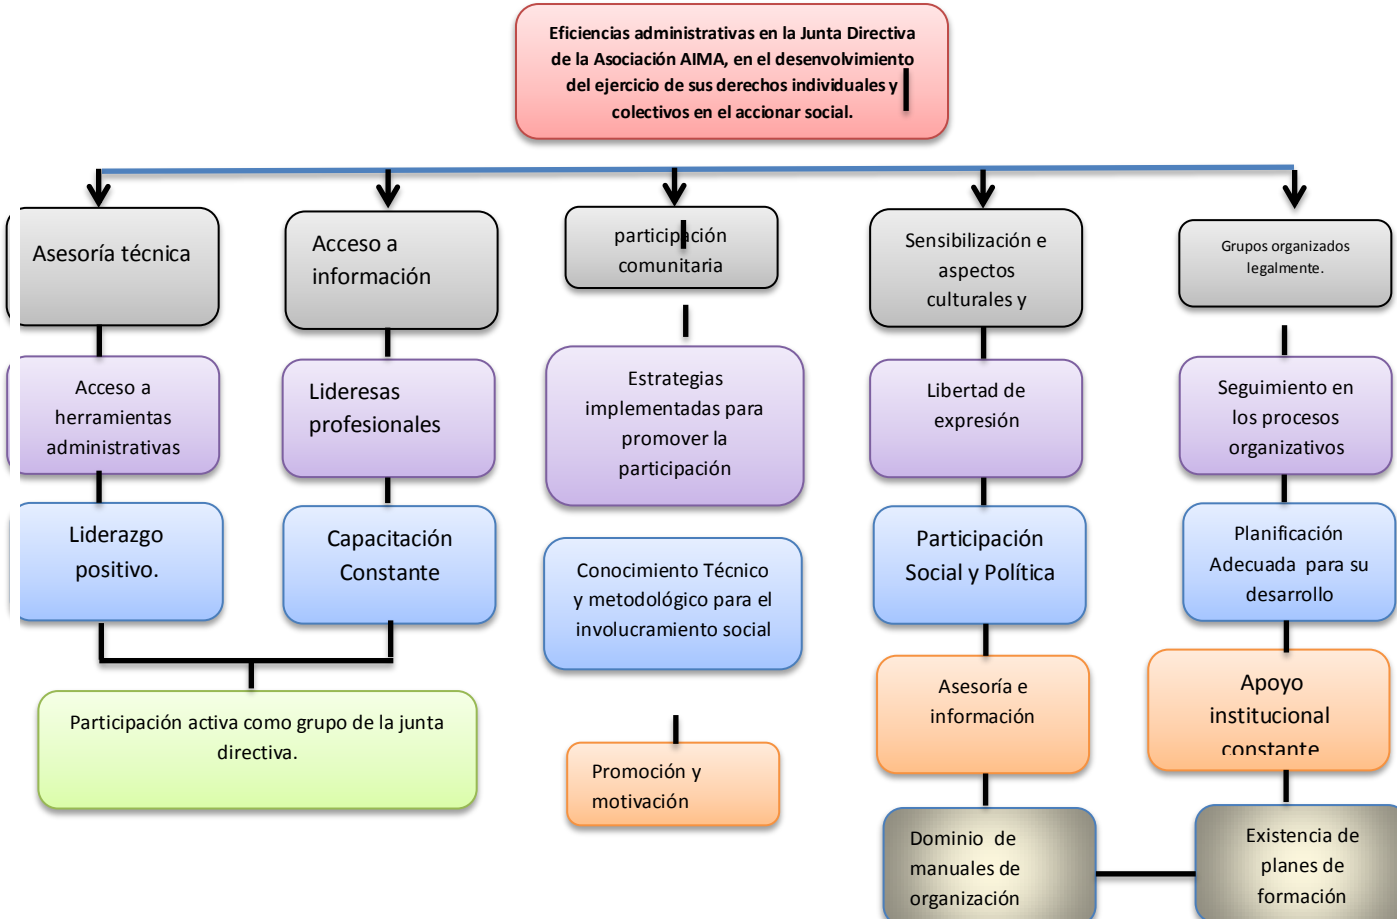 Eficiencias administrativas en la Junta Directiva
de la Asociación AIMA, en el desenvolvimiento
del ejercicio de sus derechos individuales y
colectivos en el accionar social.
Asesoría técnica
Acceso a
información
participación
comunitaria
Sensibilización e
aspectos
culturales y
Grupos organizados
legalmente.
Acceso a
herramientas
administrativas
Lideresas
profesionales
Estrategias
implementadas para
promover la
participación
Libertad de
expresión
Seguimiento en
los procesos
organizativos
Liderazgo
positivo.
Capacitación
Constante
Conocimiento Técnico
y metodológico para el
involucramiento social
Participación
Social y Política
Planificación
Adecuada para su
desarrollo
Participación activa como grupo de la junta
directiva.
Promoción y
motivación
Asesoría e
información
Apoyo
institucional
constante
Dominio de
manuales de
organización
Existencia de
planes de
formación